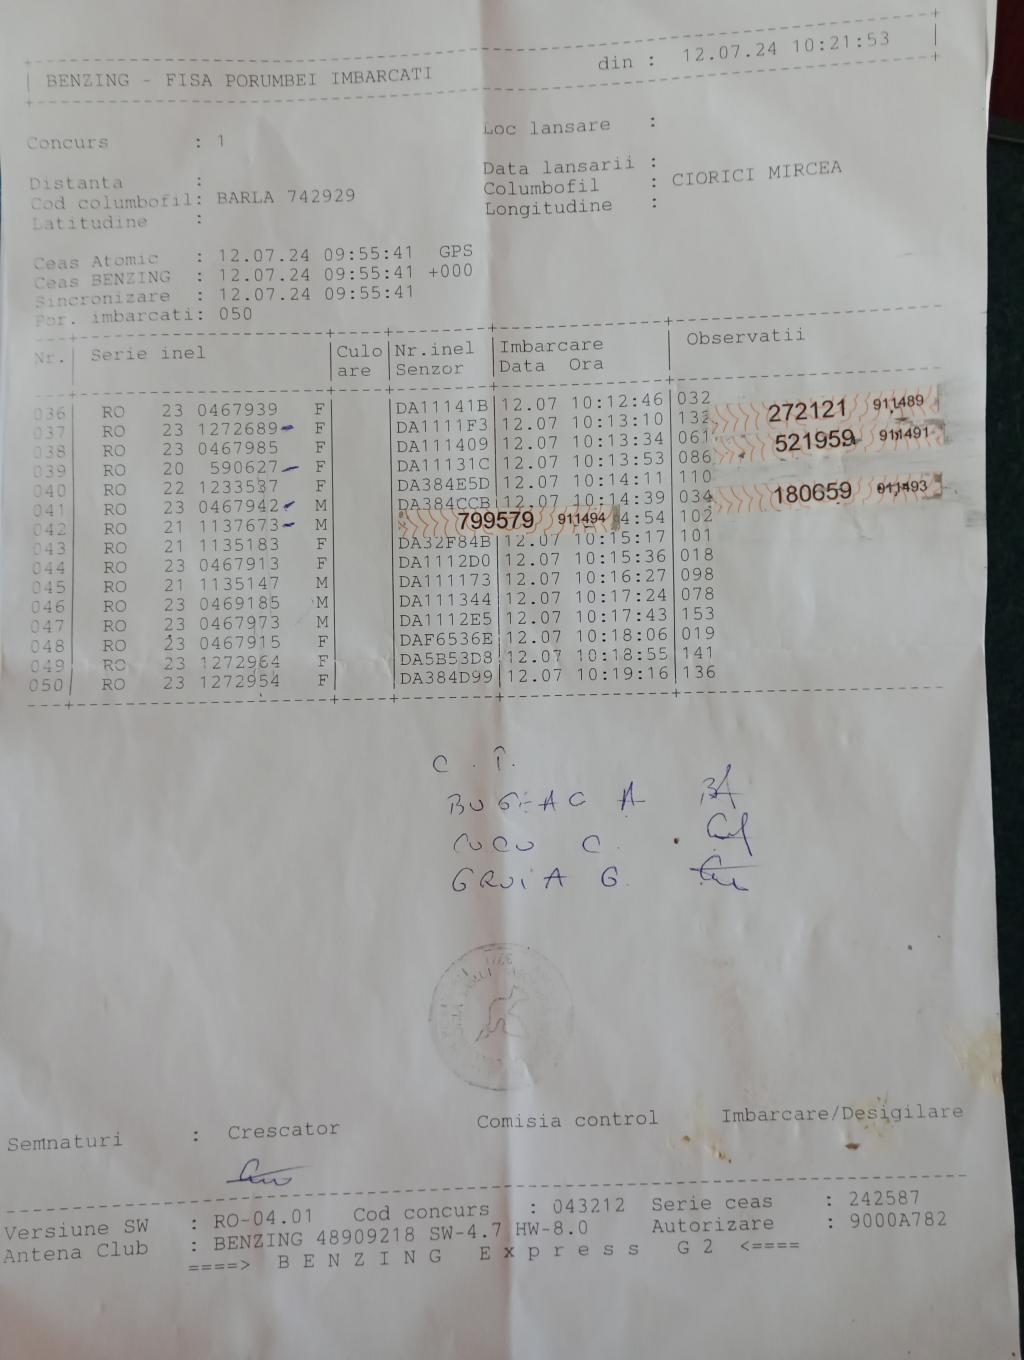 BENZING - FISA PORUMBEI IMBARCATI din : 12.07.24 10:21:53
Concurs : 1 Loc lansare :
Distanta : Data lansarii :
Cod columbofil: BARLA 742929 Columbofil : CIORICI MIRCEA
Latitudine : Longitudine :
Ceas Atomic : 12.07.24 09:55:41 GPS
Ceas BENZING : 12.07.24 09:55:41 +000
Sincronizare : 12.07.24 09:55:41
Por. imbarcati: 050
Nr. Serie inel Culo Nr.inel Imbarcare Observatii
are Senzor Data Ora
036 RO 23 0467939 F DA11141B 12.07 10:12:46 032 272121 911489
037 RO 23 1272689 F DA1111F3 12.07 10:13:10 132
038 RO 23 0467985 F DA111409 12.07 10:13:34 061 521959 911491
039 RO 20 590627 F DA11131C 12.07 10:13:53 086
040 RO 22 1233537 F DA384E5D 12.07 10:14:11 110
041 RO 23 0467942 M DA384CCB 12.07 10:14:39 034 180659 911493
042 RO 21 1137673 M 799579 911494 4:54 102
043 RO 21 1135183 F DA32F84B 12.07 10:15:17 101
044 RO 23 0467913 F DA1112D0 12.07 10:15:36 018
045 RO 21 1135147 M DA111173 12.07 10:16:27 098
046 RO 23 0469185 M DA111344 12.07 10:17:24 078
047 RO 23 0467973 M DA1112E5 12.07 10:17:43 153
048 RO 23 0467915 F DAF6536E 12.07 10:18:06 019
049 RO 23 1272964 F DA5B53D8 12.07 10:18:55 141
050 RO 23 1272954 F DA384D99 12.07 10:19:16 136
BUGEAC A
CUCU C.
GRUIA G.
Semnaturi : Crescator Comisia control Imbarcare/Desigilare
Versiune SW : RO-04.01 Cod concurs : 043212 Serie ceas : 242587
Antena Club : BENZING 48909218 SW-4.7 HW-8.0 Autorizare : 9000A782
====> B E N Z I N G E x p r e s s G 2 <====